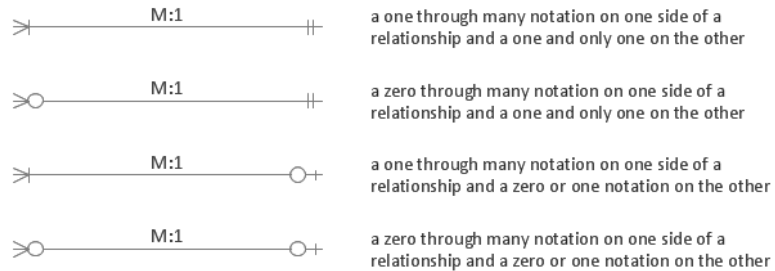 M:1
a one through many notation on one side of a
relationship and a one and only one on the other
M:1
a zero through many notation on one side of a
relationship and a one and only one on the other
M:1
a one through many notation on one side of a
relationship and a zero or one notation on the other
M:1
a zero through many notation on one side of a
relationship and a zero or one notation on the other